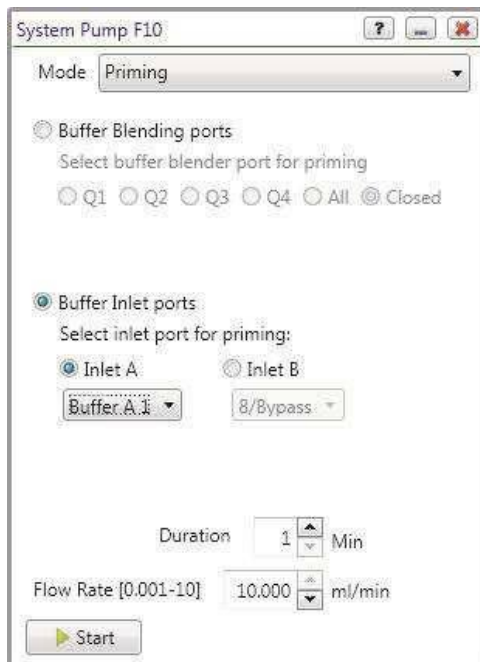 System Pump F10 ?
Mode Priming
Buffer Blending ports
Select buffer blender port for priming
Q1 Q2 Q3 Q4 All Closed
Buffer Inlet ports
Select inlet port for priming:
Inlet A Inlet B
Buffer A 1 8/Bypass
Duration 1 Min
Flow Rate [0.001-10] 10.000 ml/min
Start